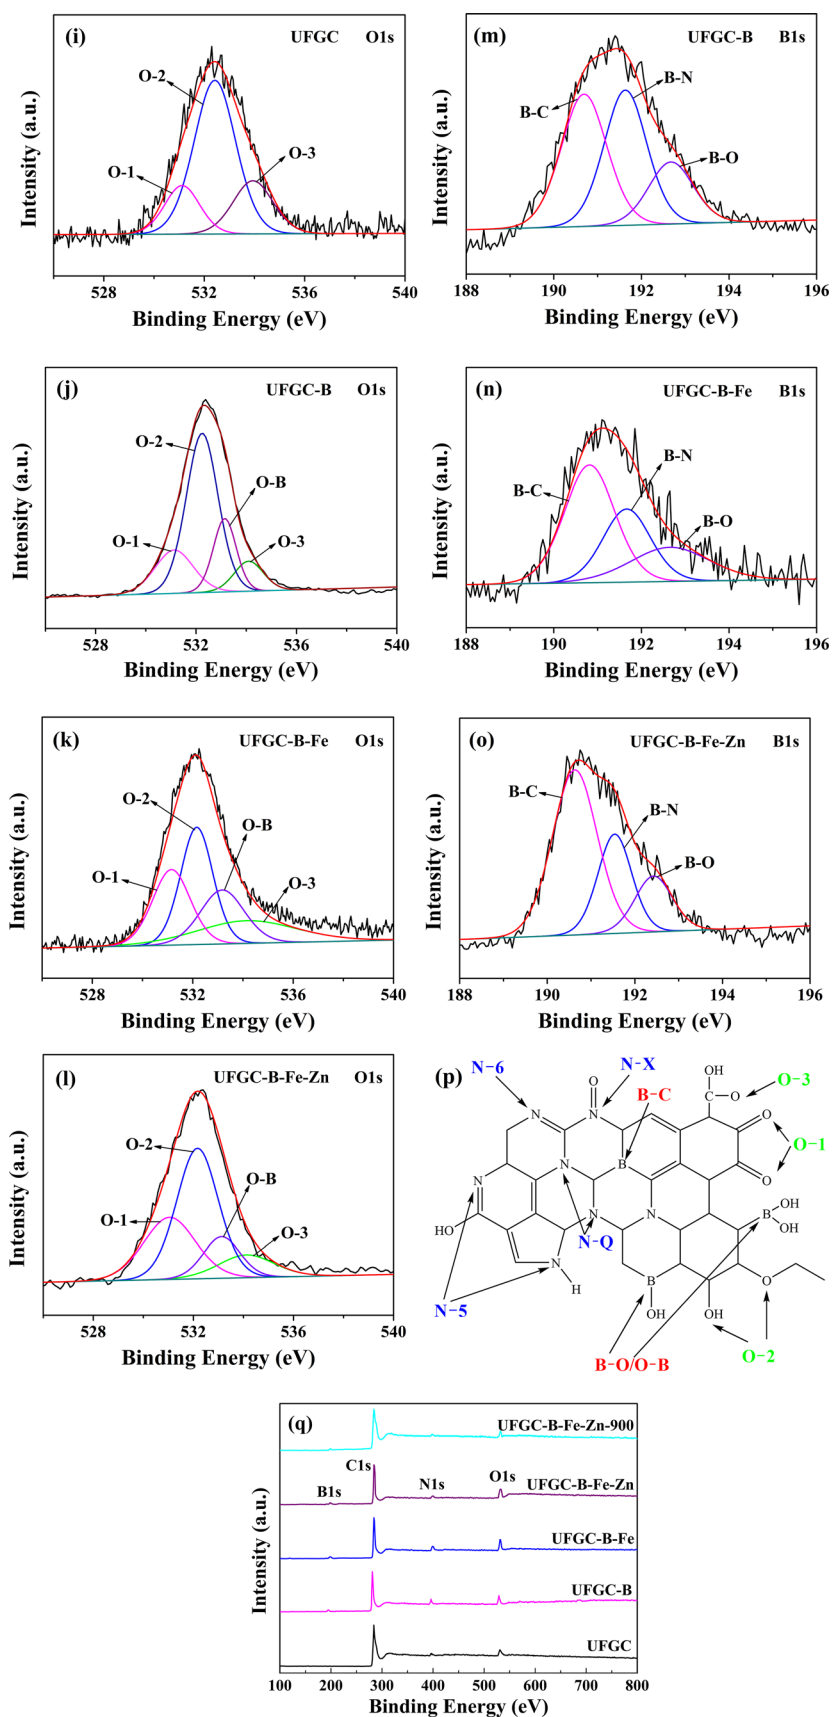 (i) UFGC O1s
O-2
O-3
O-1
Intensity (a.u.)
528 532 536 540
Binding Energy (eV)
(m) UFGC-B B1s
B-N
B-C
B-O
Intensity (a.u.)
188 190 192 194 196
Binding Energy (eV)
(j) UFGC-B O1s
O-2
O-B
O-1
O-3
Intensity (a.u.)
528 532 536 540
Binding Energy (eV)
(n) UFGC-B-Fe B1s
B-N
B-C
B-O
Intensity (a.u.)
188 190 192 194 196
Binding Energy (eV)
(k) UFGC-B-Fe O1s
O-2
O-B
O-1
O-3
Intensity (a.u.)
528 532 536 540
Binding Energy (eV)
(o) UFGC-B-Fe-Zn B1s
B-C
B-N
B-O
Intensity (a.u.)
188 190 192 194 196
Binding Energy (eV)
(l) UFGC-B-Fe-Zn O1s
O-2
O-B
O-1
O-3
Intensity (a.u.)
528 532 536 540
Binding Energy (eV)
(p)
N-6 N-X
OH
O-3
O B-C
C-O
N N
O
O-1
N B
N
O
OH
N N
B
OH
HO
N-Q
N
H
B
O
N-5
OH OH
B-O/O-B O-2
(q)
UFGC-B-Fe-Zn-900
C1s
B1s N1s O1s
UFGC-B-Fe-Zn
UFGC-B-Fe
UFGC-B
UFGC
Intensity (a.u.)
100 200 300 400 500 600 700 800
Binding Energy (eV)